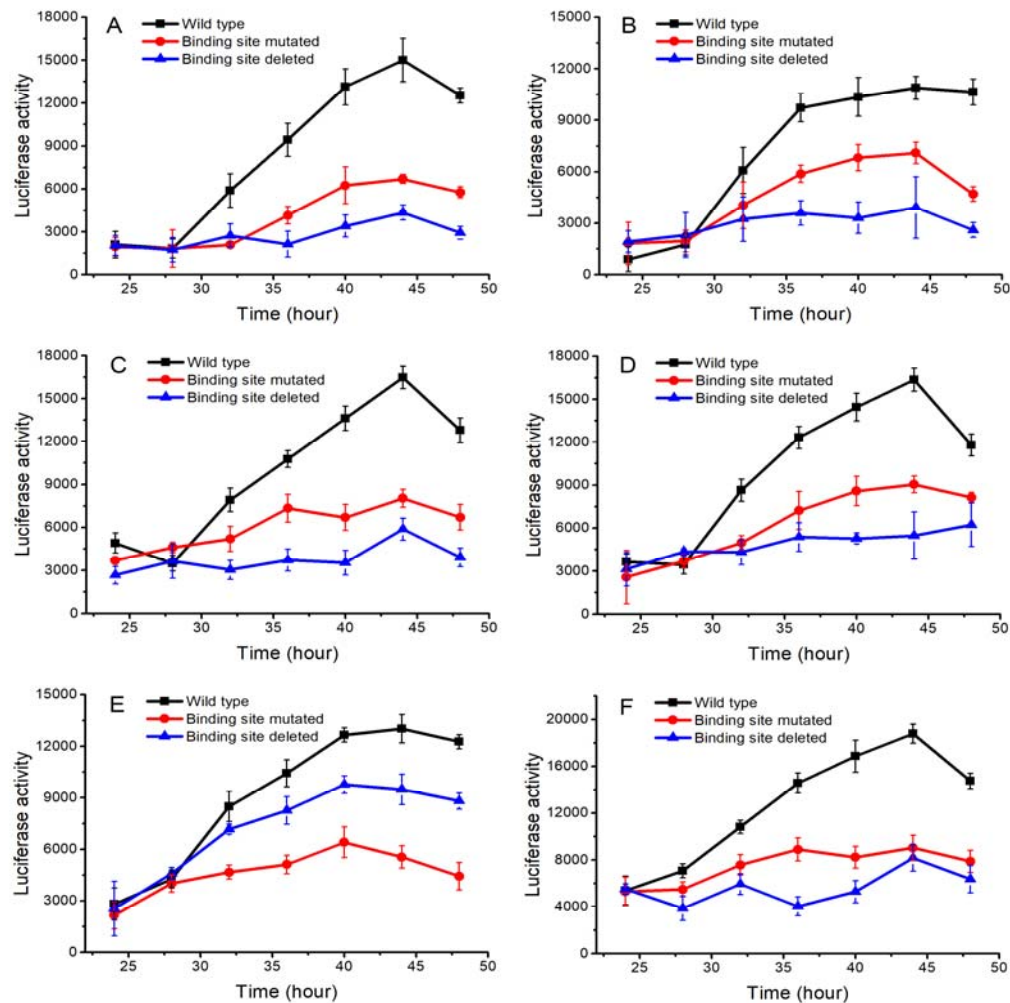 A
Wild type
Binding site mutated
Binding site deleted
18000
15000
12000
9000
6000
3000
0
Luciferase activity
25 30 35 40 45 50
Time (hour)
B
Wild type
Binding site mutated
Binding site deleted
15000
12000
9000
6000
3000
0
Luciferase activity
25 30 35 40 45 50
Time (hour)
C
Wild type
Binding site mutated
Binding site deleted
18000
15000
12000
9000
6000
3000
0
Luciferase activity
25 30 35 40 45 50
Time (hour)
D
Wild type
Binding site mutated
Binding site deleted
18000
15000
12000
9000
6000
3000
0
Luciferase activity
25 30 35 40 45 50
Time (hour)
E
Wild type
Binding site mutated
Binding site deleted
15000
12000
9000
6000
3000
0
Luciferase activity
25 30 35 40 45 50
Time (hour)
F
Wild type
Binding site mutated
Binding site deleted
20000
16000
12000
8000
4000
0
Luciferase activity
25 30 35 40 45 50
Time (hour)